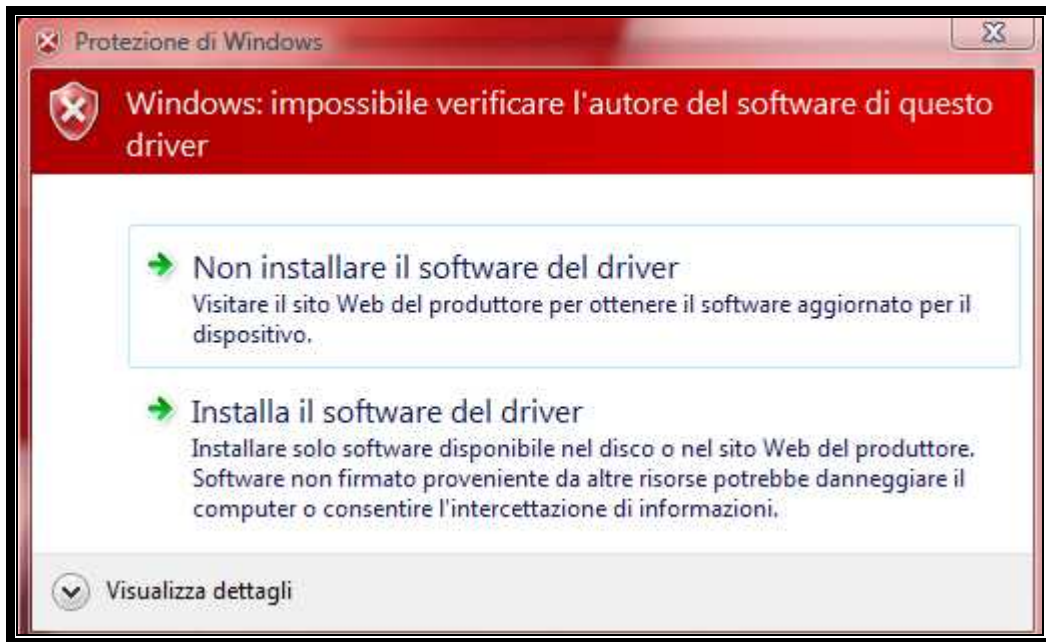 Protezione di Windows
Windows: impossibile verificare l'autore del software di questo
driver
Non installare il software del driver
Visitare il sito Web del produttore per ottenere il software aggiornato per il
dispositivo.
Installa il software del driver
Installare solo software disponibile nel disco o nel sito Web del produttore.
Software non firmato proveniente da altre risorse potrebbe danneggiare il
computer o consentire l'intercettazione di informazioni.
Visualizza dettagli